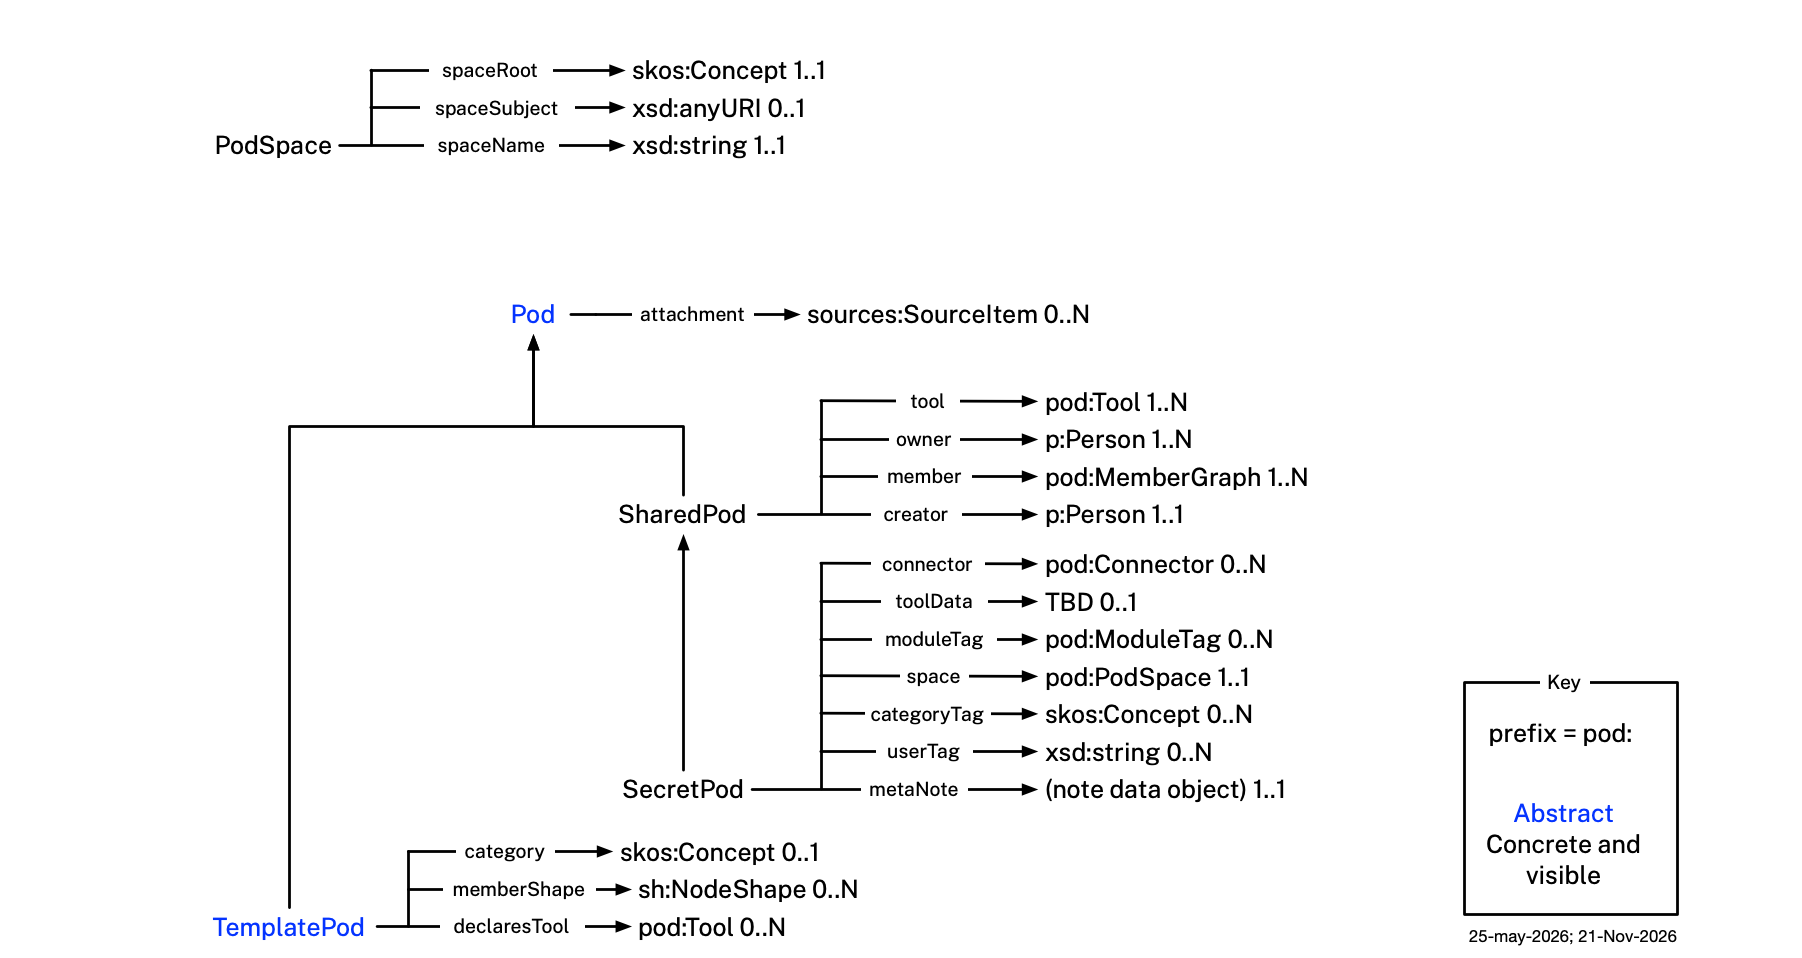 spaceRoot skos:Concept 1..1
spaceSubject xsd:anyURI 0..1
PodSpace spaceName xsd:string 1..1
Pod attachment sources:SourceItem 0..N
tool pod:Tool 1..N
owner p:Person 1..N
member pod:MemberGraph 1..N
SharedPod creator p:Person 1..1
connector pod:Connector 0..N
toolData TBD 0..1
moduleTag pod:ModuleTag 0..N
space pod:PodSpace 1..1
categoryTag skos:Concept 0..N
userTag xsd:string 0..N
SecretPod metaNote (note data object) 1..1
category skos:Concept 0..1
memberShape sh:NodeShape 0..N
TemplatePod declaresTool pod:Tool 0..N
Key
prefix = pod:
Abstract
Concrete and
visible
25-may-2026; 21-Nov-2026